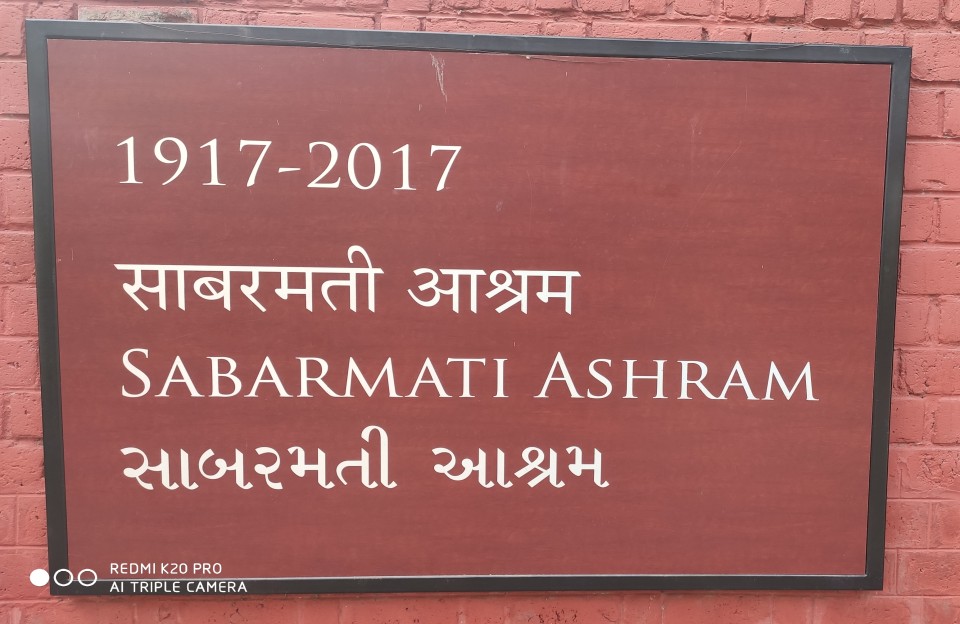 1917-2017
साबरमती आश्रम
SABARMATI ASHRAM
સાબરમતી આશ્રમ
REDMI K20 PRO
AI TRIPLE CAMERA